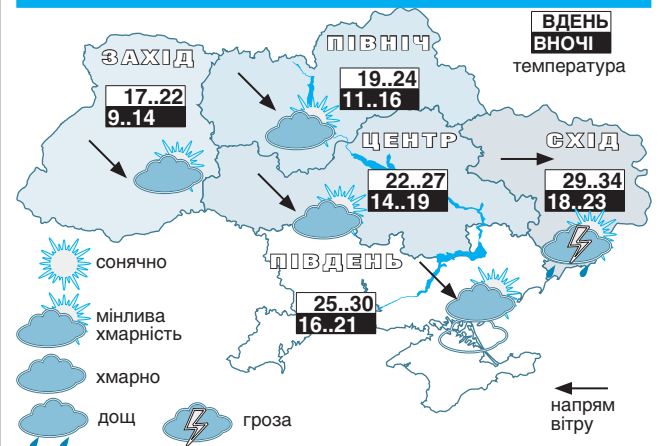 ВДЕНЬ
ВНОЧІ
температура
ПІВНІЧ
19..24
11..16
ЗАХІД
17..22
9..14
ЦЕНТР
22..27
14..19
СХІД
29..34
18..23
ПІВДЕНЬ
25..30
16..21
сонячно
мінлива
хмарність
хмарно
дощ
гроза
напрям
вітру